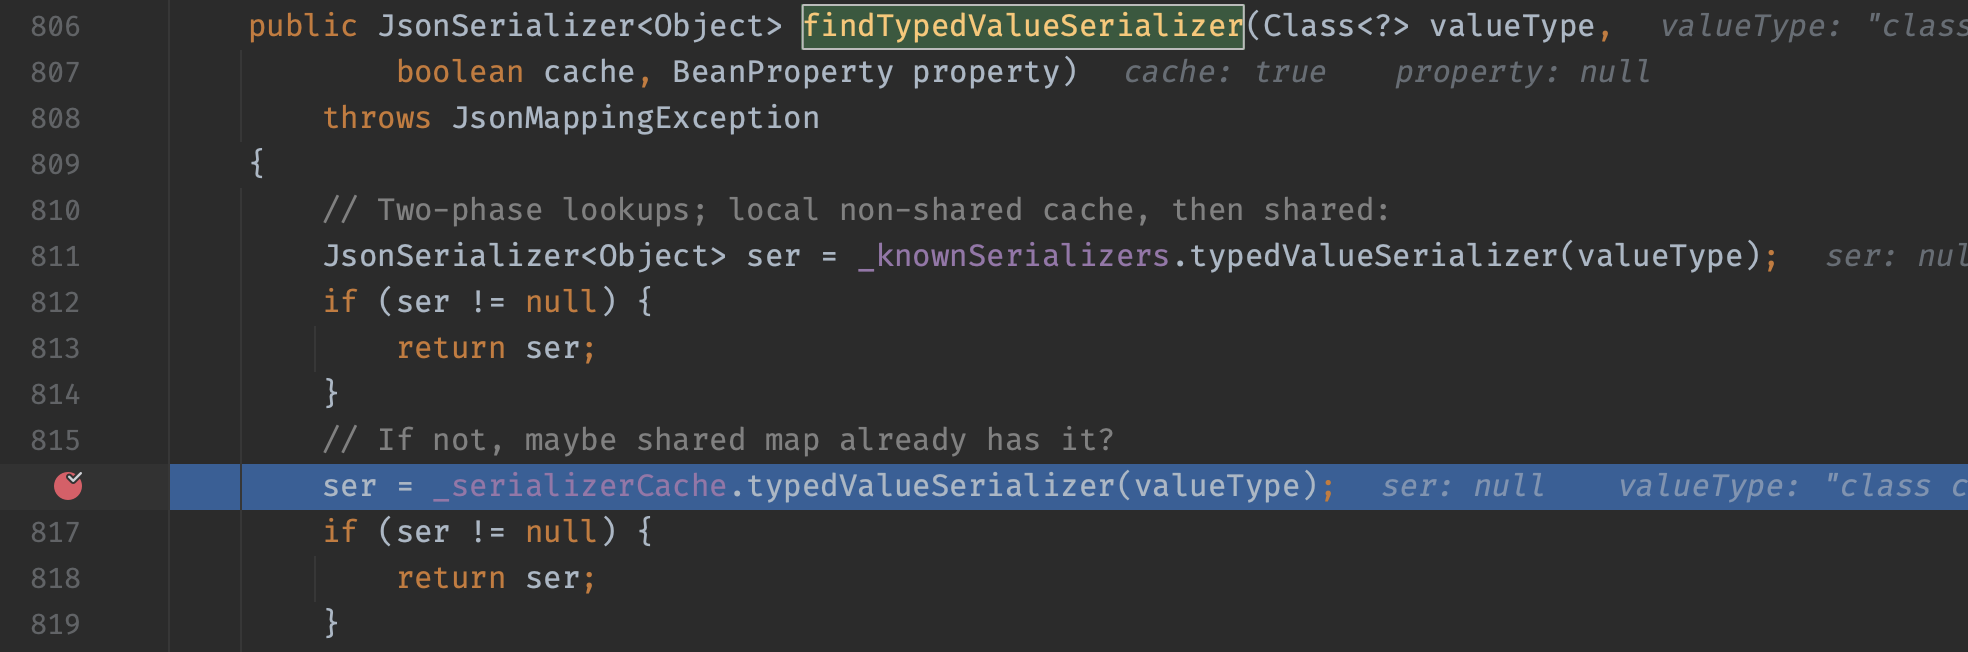 806 public JsonSerializer<Object> findTypedValueSerializer(Class<?> valueType, valueType: "class
807 boolean cache, BeanProperty property) cache: true property: null
808 throws JsonMappingException
809 {
810 // Two-phase lookups; local non-shared cache, then shared:
811 JsonSerializer<Object> ser = _knownSerializers.typedValueSerializer(valueType); ser: nul
812 if (ser != null) {
813 return ser;
814 }
815 // If not, maybe shared map already has it?
ser = _serializerCache.typedValueSerializer(valueType); ser: null valueType: "class c
817 if (ser != null) {
818 return ser;
819 }